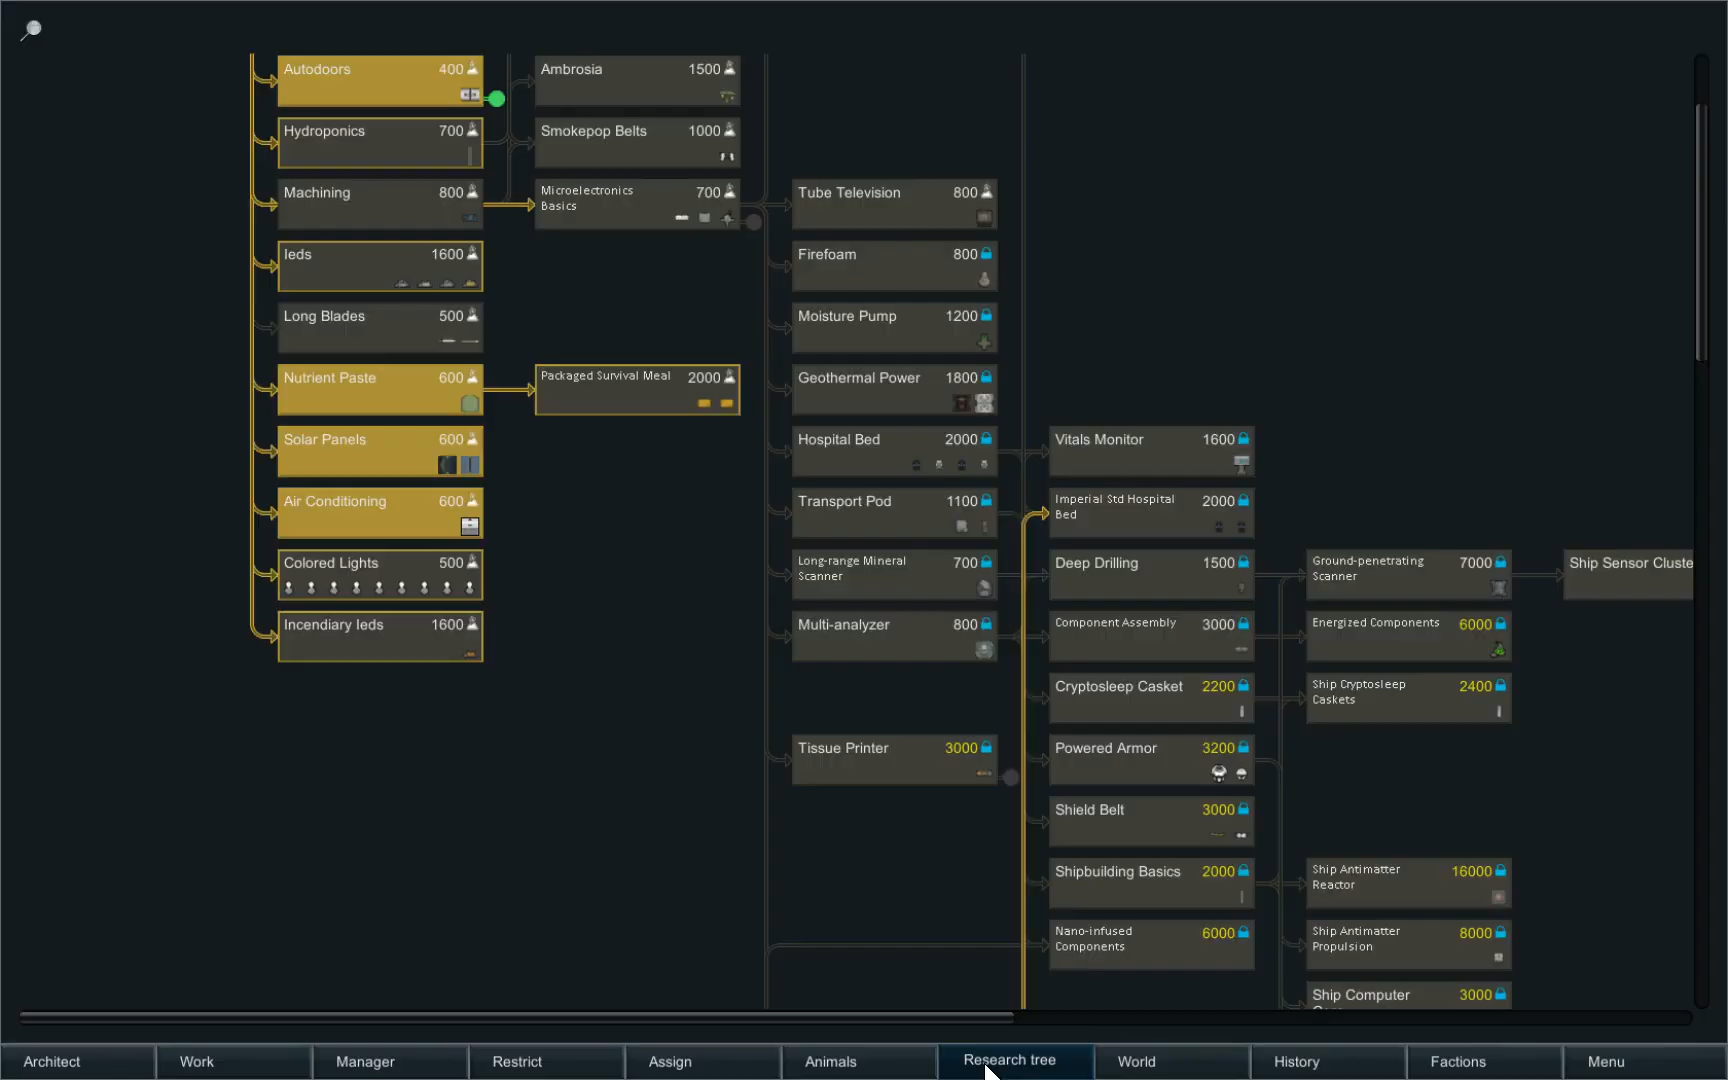 Autodoors 400
Ambrosia 1500
Hydroponics 700
Smokepop Belts 1000
Machining 800
Microelectronics 700
Basics
Tube Television 800
Ieds 1600
Firefoam 800
Long Blades 500
Moisture Pump 1200
Nutrient Paste 600
Packaged Survival Meal 2000
Geothermal Power 1800
Solar Panels 600
Hospital Bed 2000
Vitals Monitor 1600
Air Conditioning 600
Transport Pod 1100
Imperial Std Hospital 2000
Bed
Colored Lights 500
Long-range Mineral 700
Scanner
Deep Drilling 1500
Ground-penetrating 7000
Scanner
Ship Sensor Cluste
Incendiary Ieds 1600
Multi-analyzer 800
Component Assembly 3000
Energized Components 6000
Cryptosleep Casket 2200
Ship Cryptosleep 2400
Caskets
Tissue Printer 3000
Powered Armor 3200
Shield Belt 3000
Shipbuilding Basics 2000
Ship Antimatter 16000
Reactor
Nano-infused 6000
Components
Ship Antimatter 8000
Propulsion
Ship Computer 3000
Architect Work Manager Restrict Assign Animals Research tree World History Factions Menu